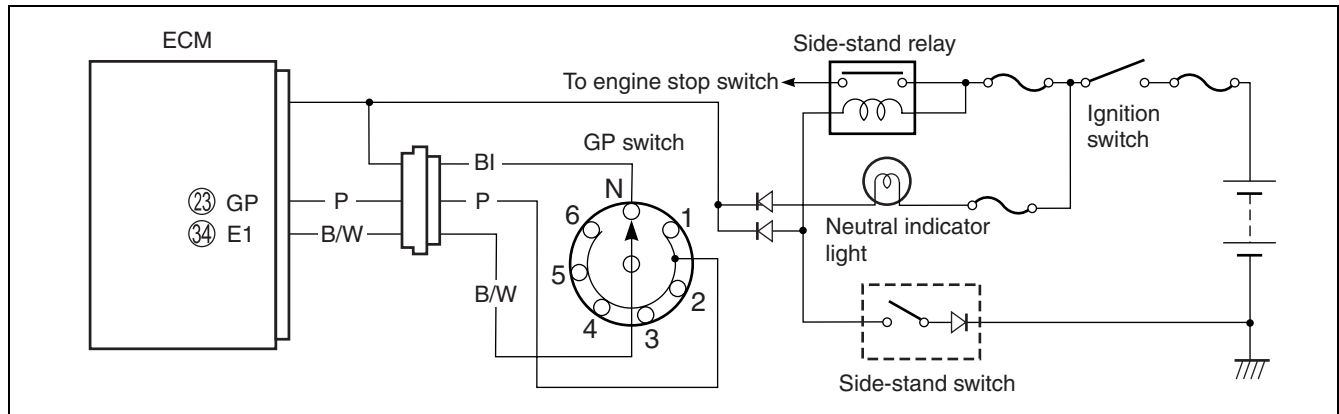 ECM
Side-stand relay
To engine stop switch
Ignition
switch
GP switch
Bl
N
P
P
㉓ GP
㉞ E1
B/W
B/W
6
1
5
2
4
3
Neutral indicator
light
Side-stand switch